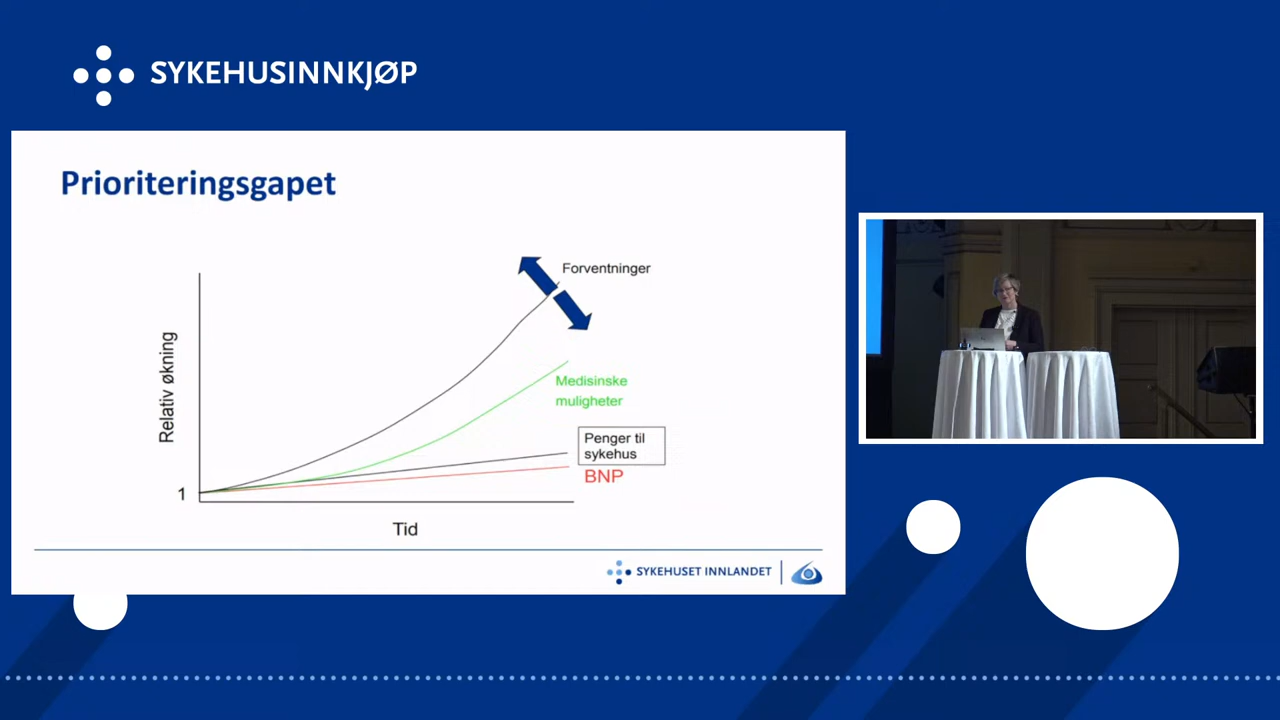 SYKEHUSINNKJØP
Prioriteringsgapet
Forventninger
Relativ økning
Medisinske
muligheter
Penger til
sykehus
BNP
1
Tid
SYKEHUSET INNLANDET